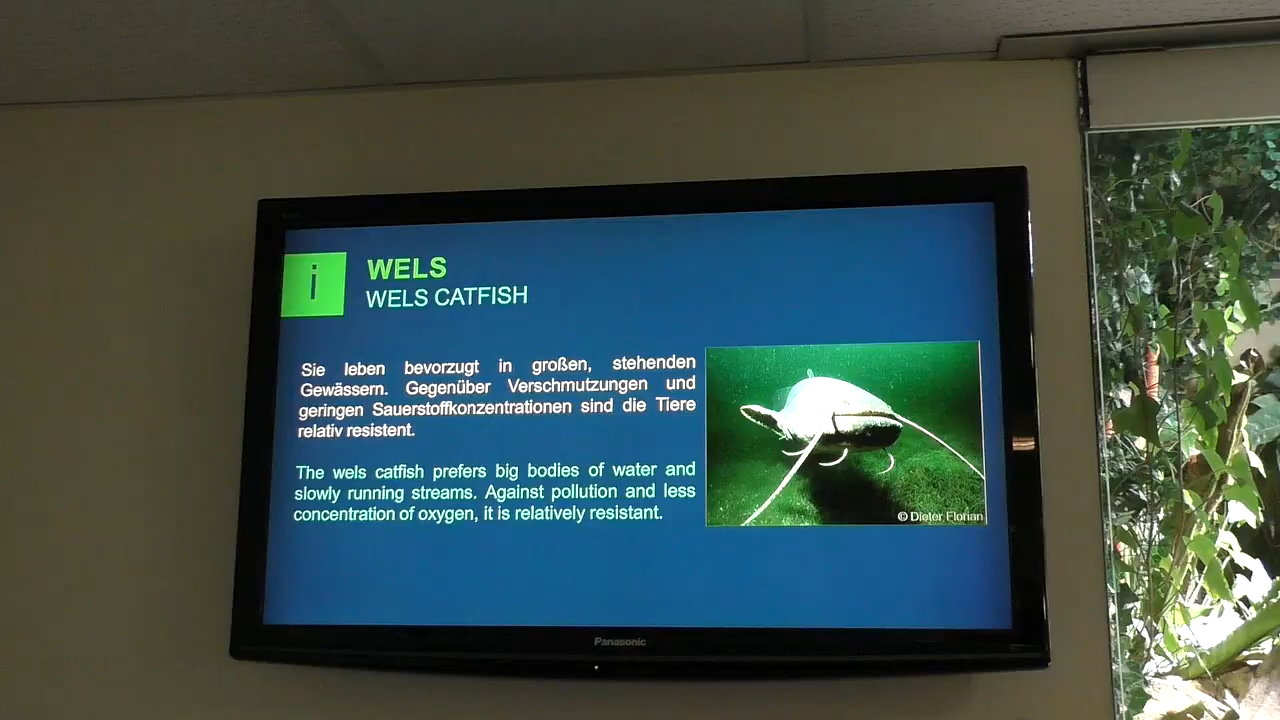 i
WELS
WELS CATFISH
Sie leben bevorzugt in großen, stehenden
Gewässern. Gegenüber Verschmutzungen und
geringen Sauerstoffkonzentrationen sind die Tiere
relativ resistent.
The wels catfish prefers big bodies of water and
slowly running streams. Against pollution and less
concentration of oxygen, it is relatively resistant.
© Dieter Florian
Panasonic